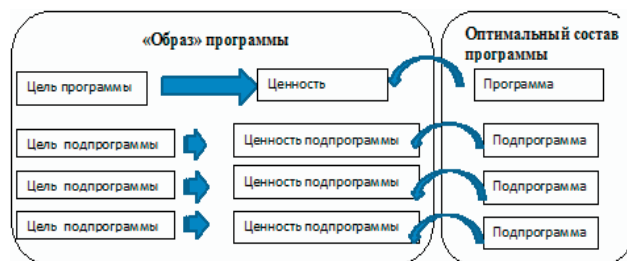 «Образ» программы
Оптимальный состав
программы
Цель программы
Ценность
Программа
Цель подпрограммы
Ценность подпрограммы
Подпрограмма
Цель подпрограммы
Ценность подпрограммы
Подпрограмма
Цель подпрограммы
Ценность подпрограммы
Подпрограмма